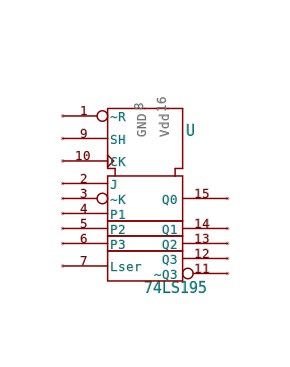 GND 8
Vdd 16
U
1 ~R
9 SH
10 CK
2 J
3 ~K
4 P1
5 P2
6 P3
7 Lser
Q0 15
Q1 14
Q2 13
Q3 12
~Q3 11
74LS195